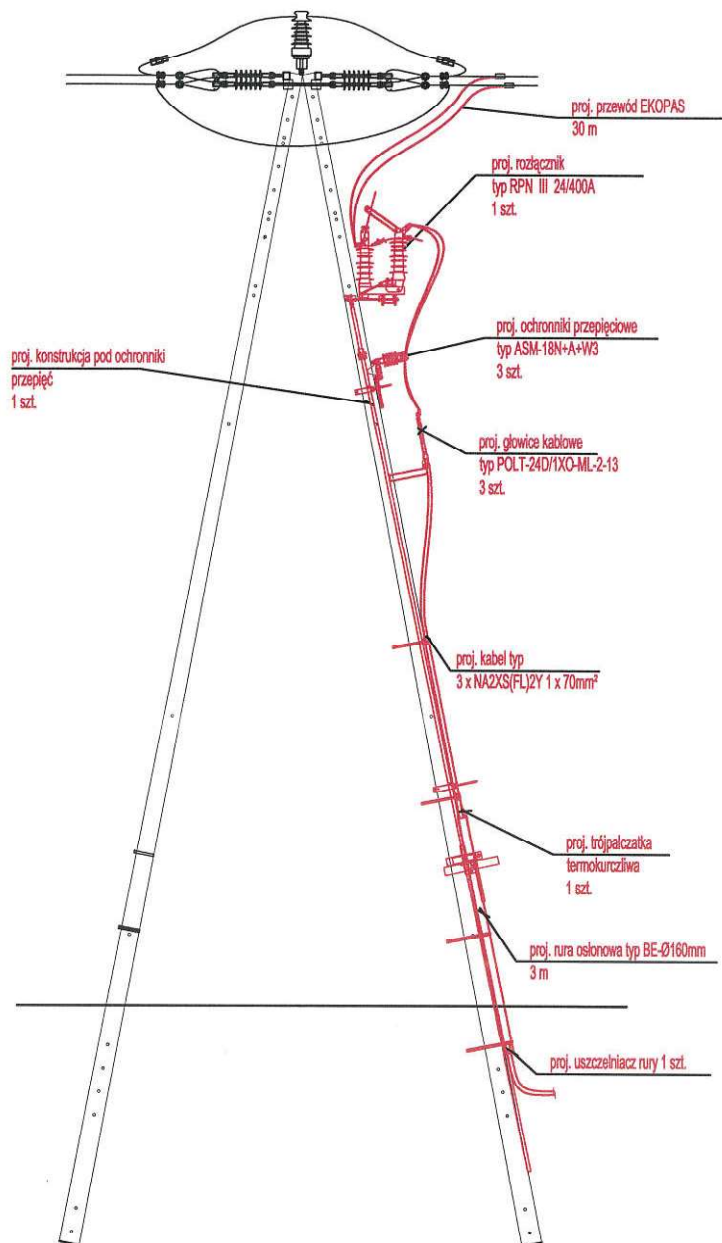 proj. przewód EKOPAS
30 m
proj. rozłącznik
typ RPN III 24/400A
1 szt.
proj. ochronniki przepięciowe
typ ASM-18N+A+W3
3 szt.
proj. konstrukcja pod ochronniki
przepięć
1 szt.
proj. głowice kablowe
typ POLT-24D/1XO-ML-2-13
3 szt.
proj. kabel typ
3 x NA2XS(FL)2Y 1 x 70mm²
proj. trójpalczatka
termokurczliwa
1 szt.
proj. rura osłonowa typ BE-Ø160mm
3 m
proj. uszczelniacz rury 1 szt.